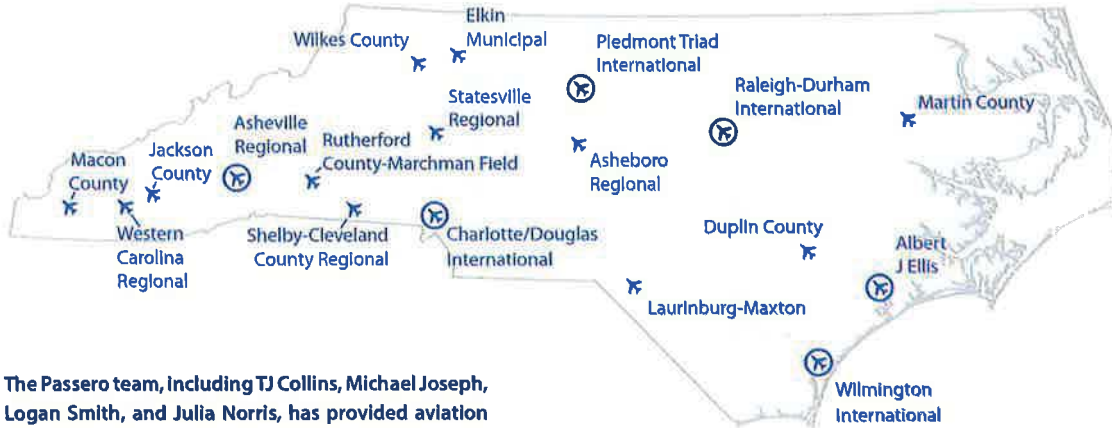 Elkin
Municipal
Wilkes County
Piedmont Triad
International
Raleigh-Durham
International
Martin County
Statesville
Regional
Asheville
Regional
Rutherford
County-Marchman Field
Asheboro
Regional
Jackson
County
Macon
County
Western
Carolina
Regional
Shelby-Cleveland
County Regional
Charlotte/Douglas
International
Duplin County
Albert
J Ellis
Laurinburg-Maxton
Wilmington
International
The Passero team, including TJ Collins, Michael Joseph,
Logan Smith, and Julia Norris, has provided aviation